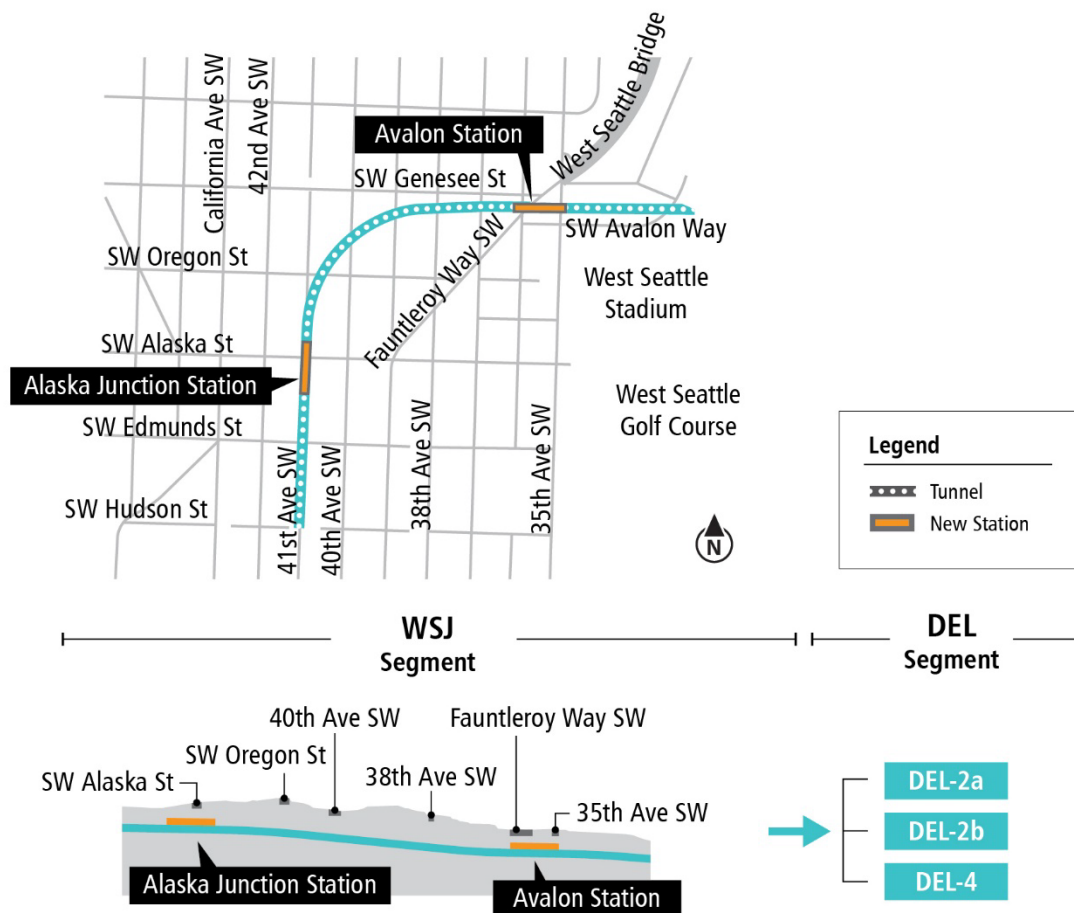 California Ave SW
42nd Ave SW
West Seattle Bridge
Avalon Station
SW Genesee St
SW Avalon Way
SW Oregon St
Fauntleroy Way SW
West Seattle
Stadium
SW Alaska St
Alaska Junction Station
West Seattle
Golf Course
SW Edmunds St
41st Ave SW
40th Ave SW
38th Ave SW
35th Ave SW
SW Hudson St
N
Legend
Tunnel
New Station
WSJ
Segment
DEL
Segment
40th Ave SW
Fauntleroy Way SW
SW Oregon St
SW Alaska St
38th Ave SW
35th Ave SW
Alaska Junction Station
Avalon Station
DEL-2a
DEL-2b
DEL-4